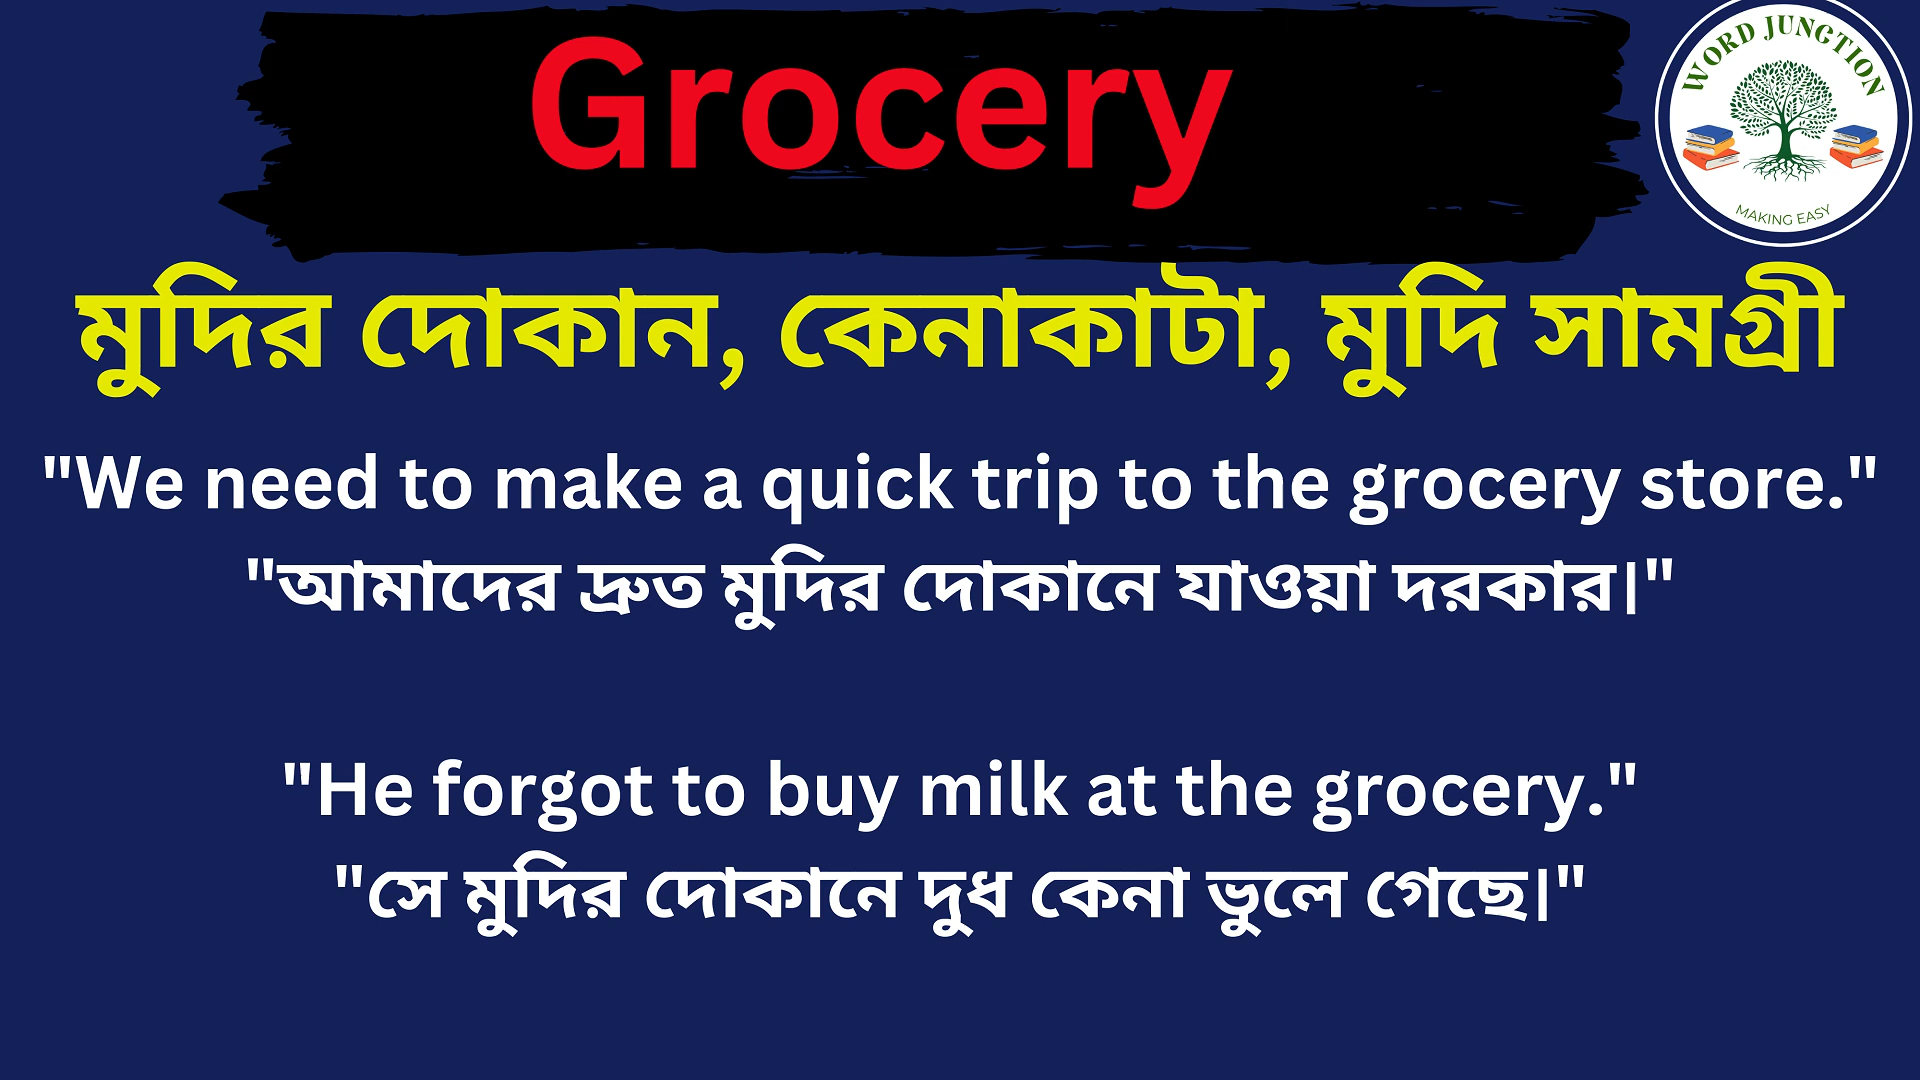 Grocery
WORD JUNCTION
MAKING EASY
মুদির দোকান, কেনাকাটা, মুদি সামগ্রী
"We need to make a quick trip to the grocery store."
"আমাদের দ্রুত মুদির দোকানে যাওয়া দরকার।"
"He forgot to buy milk at the grocery."
"সে মুদির দোকানে দুধ কেনা ভুলে গেছে।"